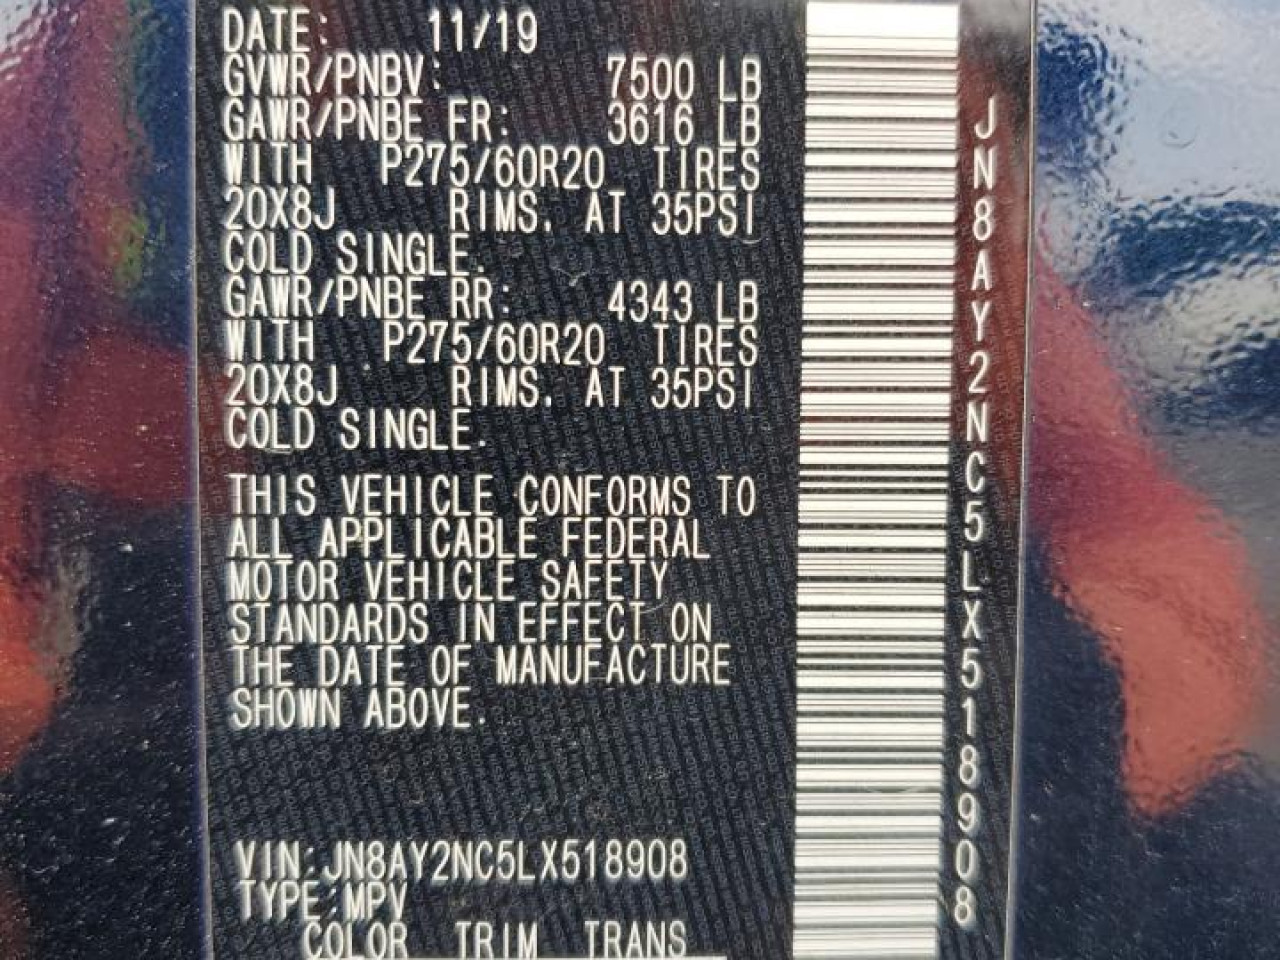 DATE: 11/19
GVWR/PNBV: 7500 LB
GAWR/PNBE FR: 3616 LB
WITH P275/60R20 TIRES
20X8J RIMS. AT 35PSI
COLD SINGLE.
GAWR/PNBE RR: 4343 LB
WITH P275/60R20 TIRES
20X8J RIMS. AT 35PSI
COLD SINGLE.
THIS VEHICLE CONFORMS TO
ALL APPLICABLE FEDERAL
MOTOR VEHICLE SAFETY
STANDARDS IN EFFECT ON
THE DATE OF MANUFACTURE
SHOWN ABOVE.
VIN:JN8AY2NC5LX518908
TYPE:MPV
COLOR TRIM TRANS
JN8AY2NC5LX518908